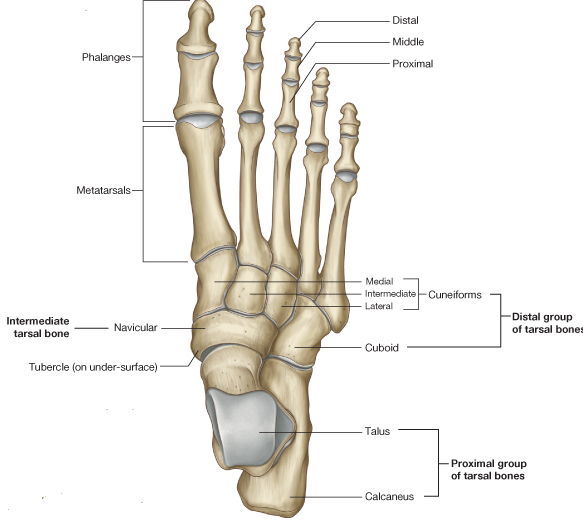 Distal
Middle
Proximal
Phalanges
Metatarsals
Medial
Intermediate
Lateral
Cuneiforms
Intermediate
tarsal bone
Navicular
Distal group
of tarsal bones
Cuboid
Tubercle (on under-surface)
Talus
Proximal group
of tarsal bones
Calcaneus